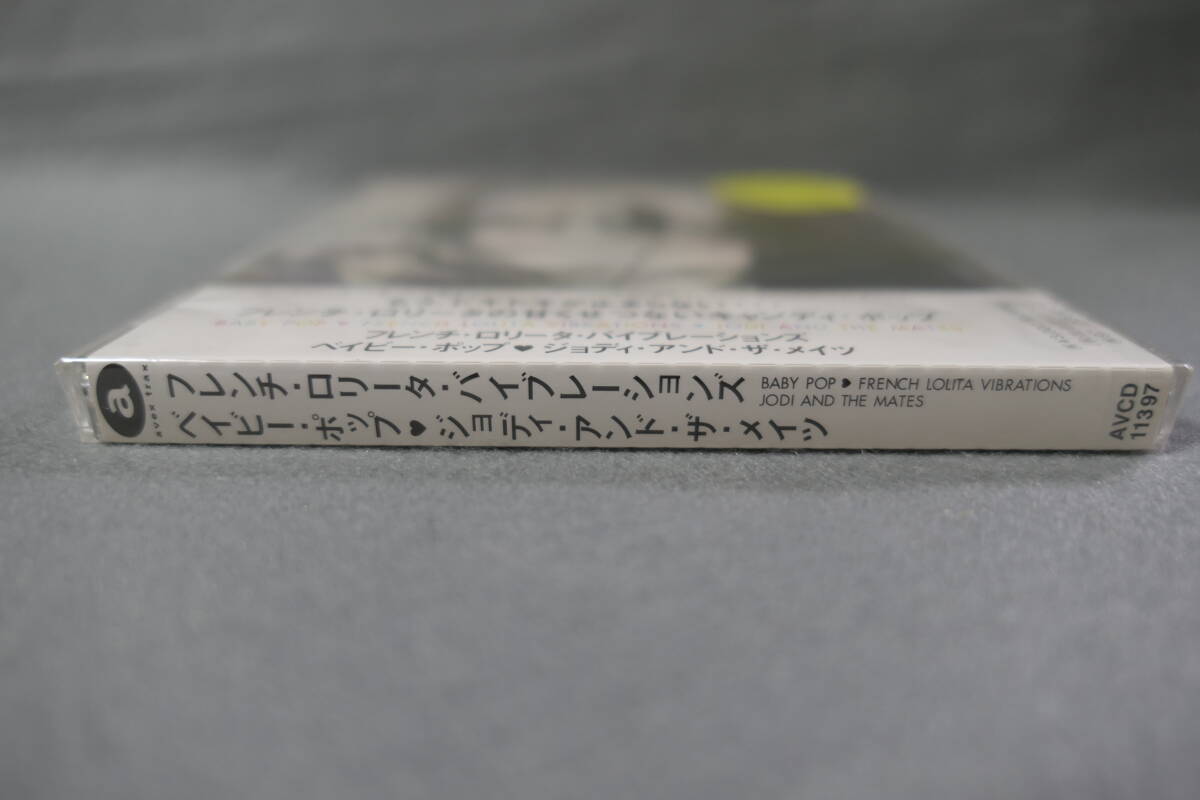 フレンチ・ロリータ・バイブレーションズ
ベイビー・ポップ♥ジョディ・アンド・ザ・メイツ
a
avex trax
フレンチ・ロリータ・バイブレーションズ
ベイビー・ポップ♥ジョディ・アンド・ザ・メイツ
BABY POP♥FRENCH LOLITA VIBRATIONS
JODI AND THE MATES
AVCD
11397